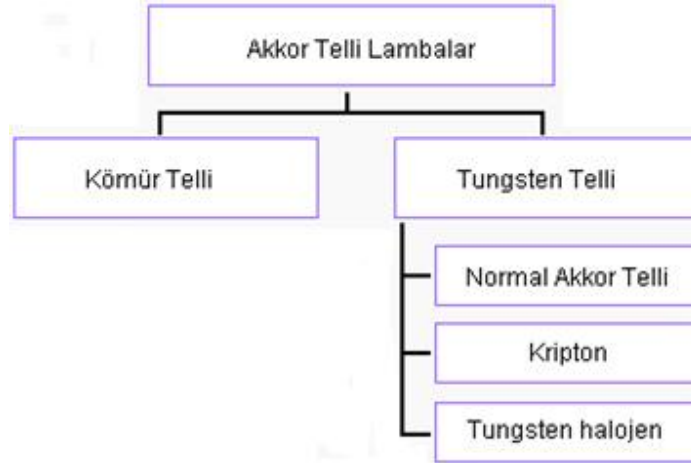 Akkor Telli Lambalar
Kömür Telli
Tungsten Telli
Normal Akkor Telli
Kripton
Tungsten halojen